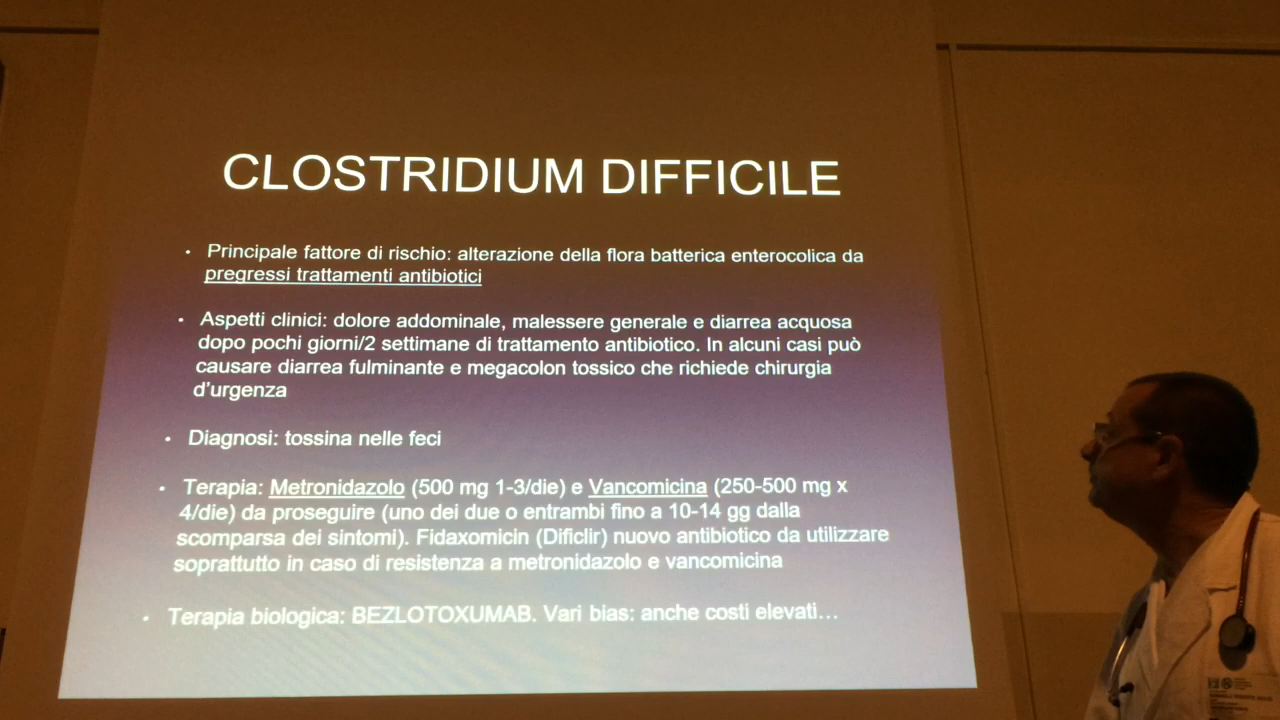 CLOSTRIDIUM DIFFICILE
• Principale fattore di rischio: alterazione della flora batterica enterocolica da
pregressi trattamenti antibiotici
• Aspetti clinici: dolore addominale, malessere generale e diarrea acquosa
dopo pochi giorni/2 settimane di trattamento antibiotico. In alcuni casi può
causare diarrea fulminante e megacolon tossico che richiede chirurgia
d'urgenza
• Diagnosi: tossina nelle feci
• Terapia: Metronidazolo (500 mg 1-3/die) e Vancomicina (250-500 mg x
4/die) da proseguire (uno dei due o entrambi fino a 10-14 gg dalla
scomparsa dei sintomi). Fidaxomicin (Dificlir) nuovo antibiotico da utilizzare
soprattutto in caso di resistenza a metronidazolo e vancomicina
• Terapia biologica: BEZLOTOXUMAB. Vari bias: anche costi elevati…